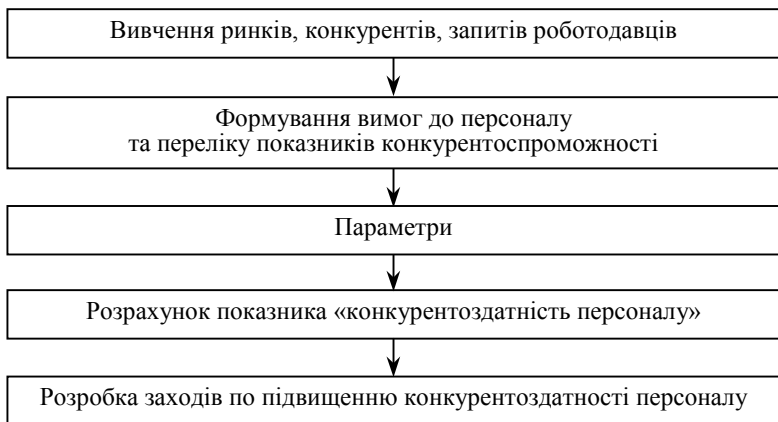 Вивчення ринків, конкурентів, запитів роботодавців
Формування вимог до персоналу
та переліку показників конкурентоспроможності
Параметри
Розрахунок показника «конкурентоздатність персоналу»
Розробка заходів по підвищенню конкурентоздатності персоналу